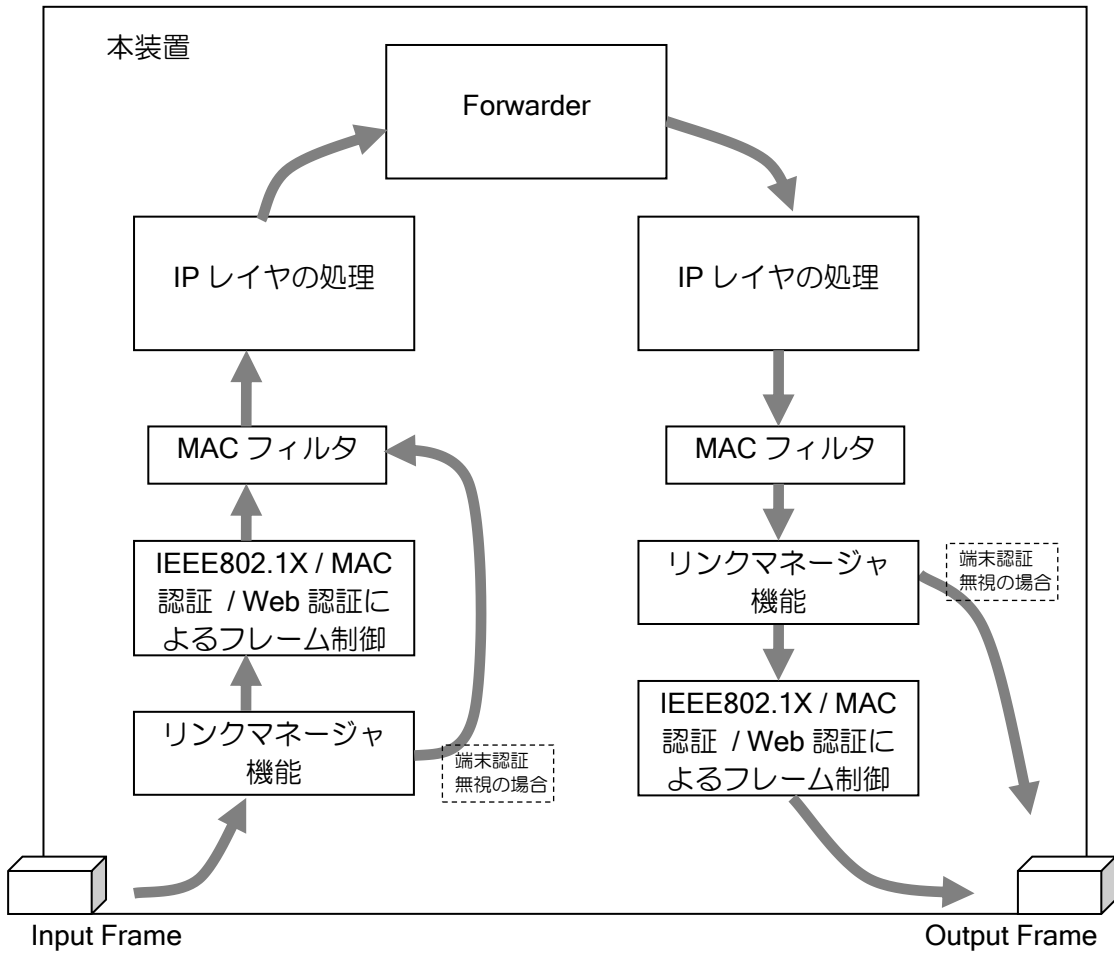 本装置
Forwarder
IP レイヤの処理
IP レイヤの処理
MAC フィルタ
MAC フィルタ
IEEE802.1X / MAC
認証 / Web 認証に
よるフレーム制御
リンクマネージャ
機能
端末認証
無視の場合
リンクマネージャ
機能
端末認証
無視の場合
IEEE802.1X / MAC
認証 / Web 認証に
よるフレーム制御
Input Frame
Output Frame